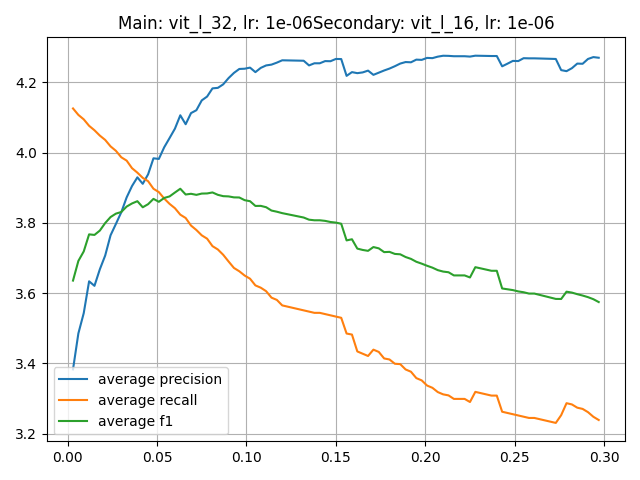 Main: vit_l_32, lr: 1e-06Secondary: vit_l_16, lr: 1e-06
4.2
4.0
3.8
3.6
3.4
3.2
average precision
average recall
average f1
0.00 0.05 0.10 0.15 0.20 0.25 0.30